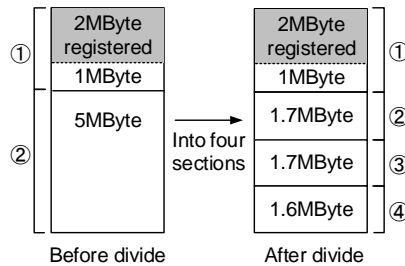 ①
2MByte
registered
1MByte
②
5MByte
Before divide
Into four
sections
2MByte
registered
1MByte
①
1.7MByte
②
1.7MByte
③
1.6MByte
④
After divide